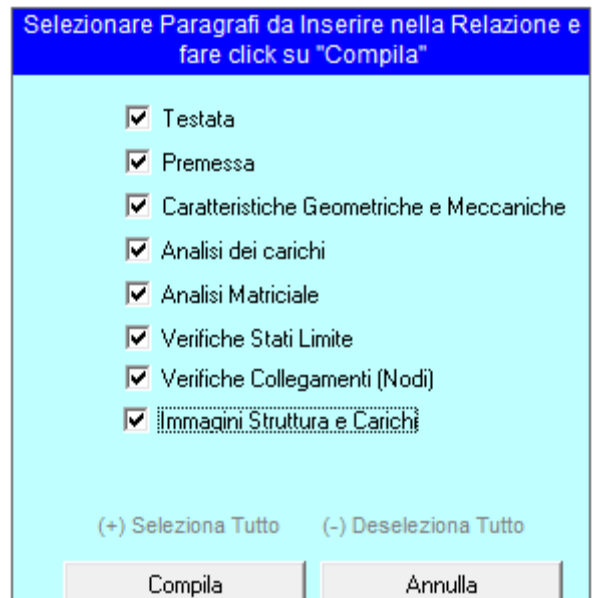 Selezionare Paragrafi da Inserire nella Relazione e
fare click su "Compila"
Testata
Premessa
Caratteristiche Geometriche e Meccaniche
Analisi dei carichi
Analisi Matriciale
Verifiche Stati Limite
Verifiche Collegamenti (Nodi)
Immagini Struttura e Carichi
(+) Seleziona Tutto (-) Deseleziona Tutto
Compila Annulla